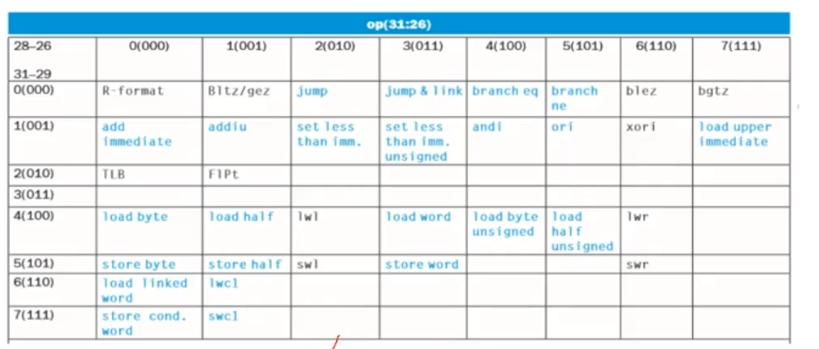 op(31:26)
28–26 0(000) 1(001) 2(010) 3(011) 4(100) 5(101) 6(110) 7(111)
31–29
0(000) R-format Bltz/gez jump jump & link branch eq branch ne blez bgtz
1(001) add immediate addiu set less than imm. set less than imm. unsigned andi ori xori load upper immediate
2(010) TLB FlPt
3(011)
4(100) load byte load half lwl load word load byte unsigned load half unsigned lwr
5(101) store byte store half swl store word swr
6(110) load linked word lwc1
7(111) store cond. word swc1